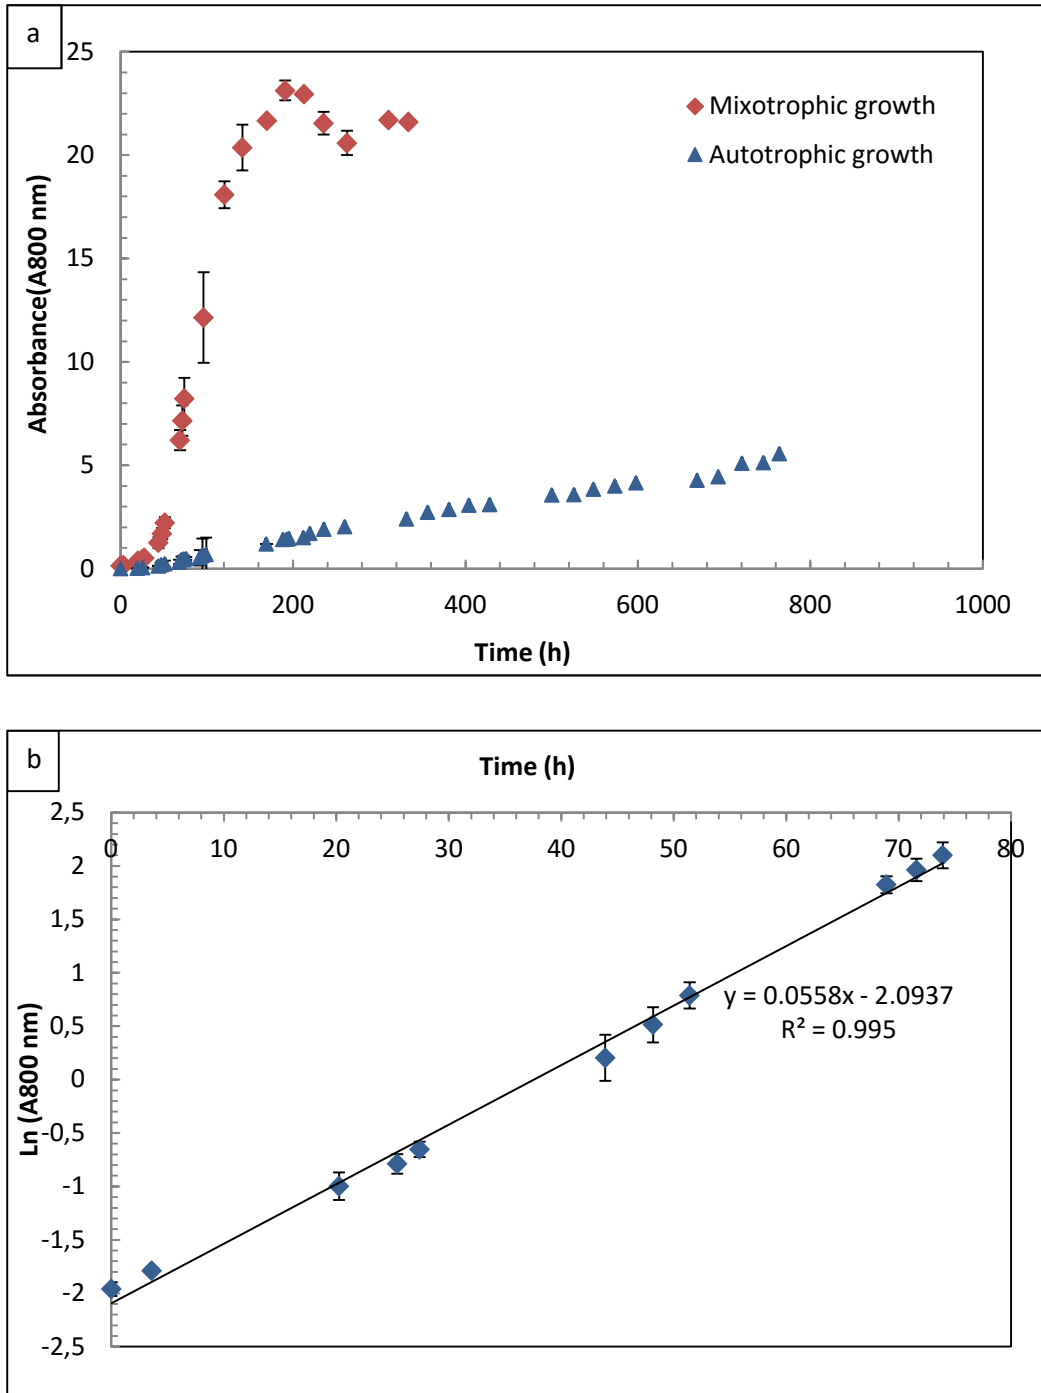 a
25
20
15
10
5
0
Absorbance(A800 nm)
Mixotrophic growth
Autotrophic growth
0 200 400 600 800 1000
Time (h)
b
Time (h)
2,5
2
1,5
1
0,5
0
-0,5
-1
-1,5
-2
-2,5
Ln (A800 nm)
0 10 20 30 40 50 60 70 80
y = 0.0558x - 2.0937
R² = 0.995